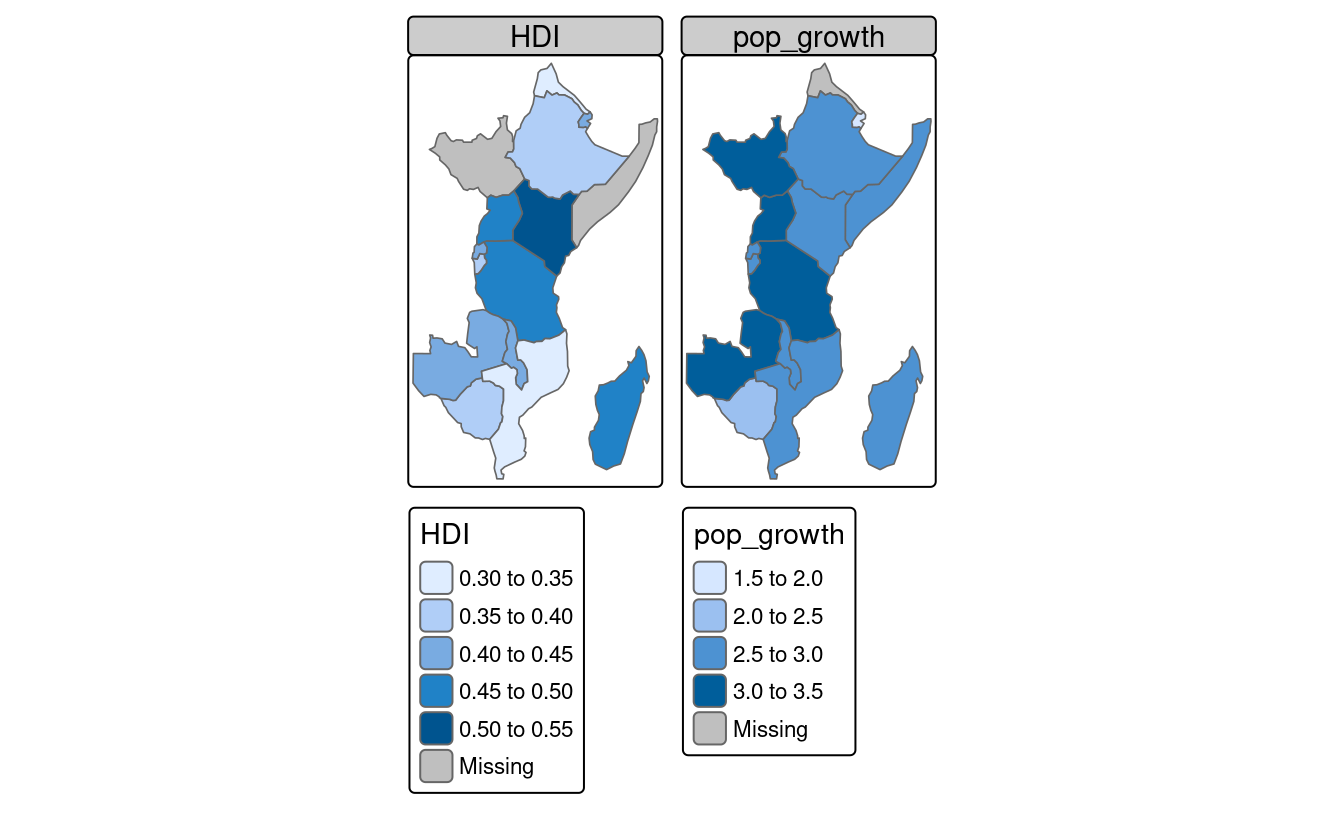 HDI
pop_growth
HDI
0.30 to 0.35
0.35 to 0.40
0.40 to 0.45
0.45 to 0.50
0.50 to 0.55
Missing
pop_growth
1.5 to 2.0
2.0 to 2.5
2.5 to 3.0
3.0 to 3.5
Missing